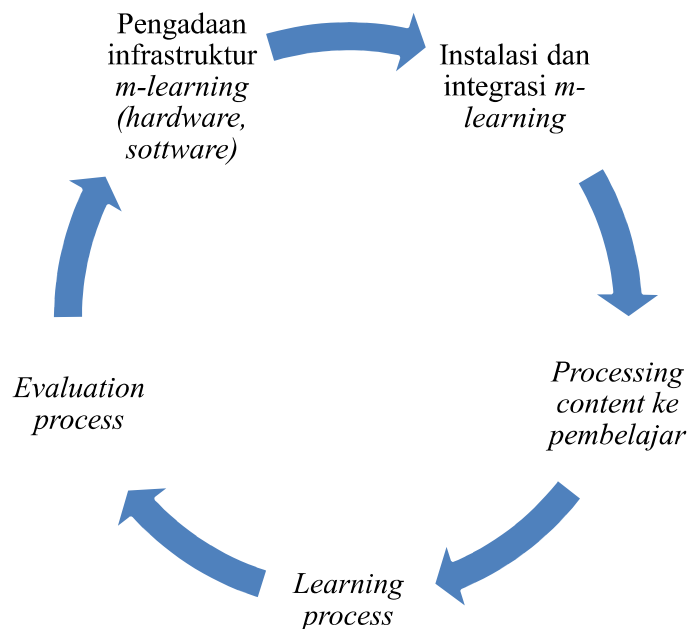 Pengadaan
infrastruktur
m-learning
(hardware,
sottware)
Instalasi dan
integrasi m-
learning
Processing
content ke
pembelajar
Learning
process
Evaluation
process